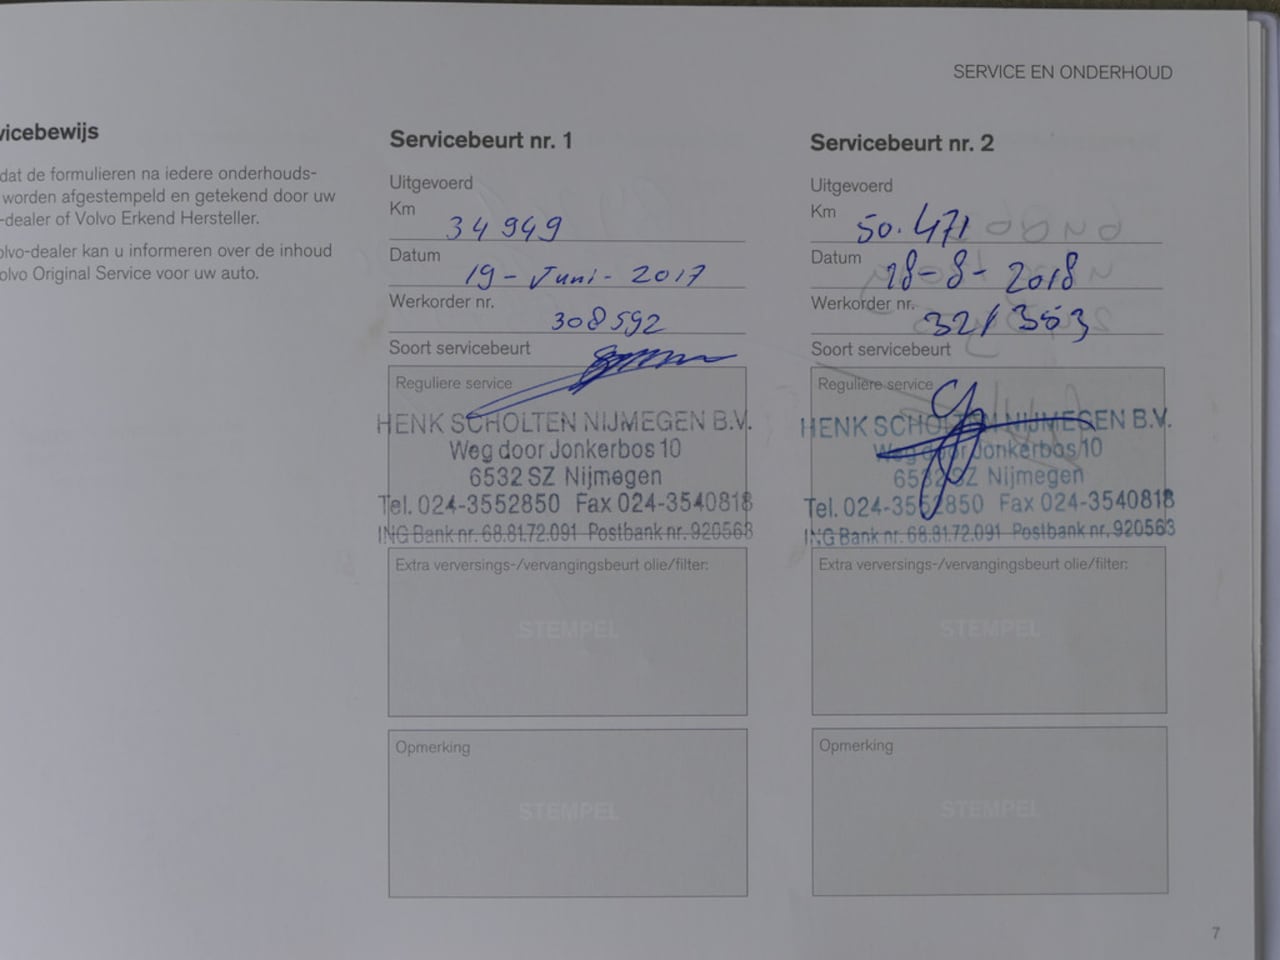 SERVICE EN ONDERHOUD
vicebewijs
dat de formulieren na iedere onderhouds-
worden afgestempeld en getekend door uw
-dealer of Volvo Erkend Hersteller.
olvo-dealer kan u informeren over de inhoud
olvo Original Service voor uw auto.
Servicebeurt nr. 1
Uitgevoerd
Km 34949
Datum 19-Juni-2017
Werkorder nr. 308592
Soort servicebeurt
Reguliere service
HENK SCHOLTEN NIJMEGEN B.V.
Weg door Jonkerbos 10
6532 SZ Nijmegen
Tel. 024-3552850 Fax 024-3540818
ING Bank nr. 68.81.72.091 Postbank nr. 920563
Extra verversings-/vervangingsbeurt olie/filter:
STEMPEL
Opmerking
STEMPEL
Servicebeurt nr. 2
Uitgevoerd
Km 50.471
Datum 28-8-2018
Werkorder nr. 321353
Soort servicebeurt
Reguliere service
HENK SCHOLTEN NIJMEGEN B.V.
Weg door Jonkerbos 10
6532 SZ Nijmegen
Tel. 024-3552850 Fax 024-3540818
ING Bank nr. 68.81.72.091 Postbank nr. 920563
Extra verversings-/vervangingsbeurt olie/filter:
STEMPEL
Opmerking
STEMPEL
7